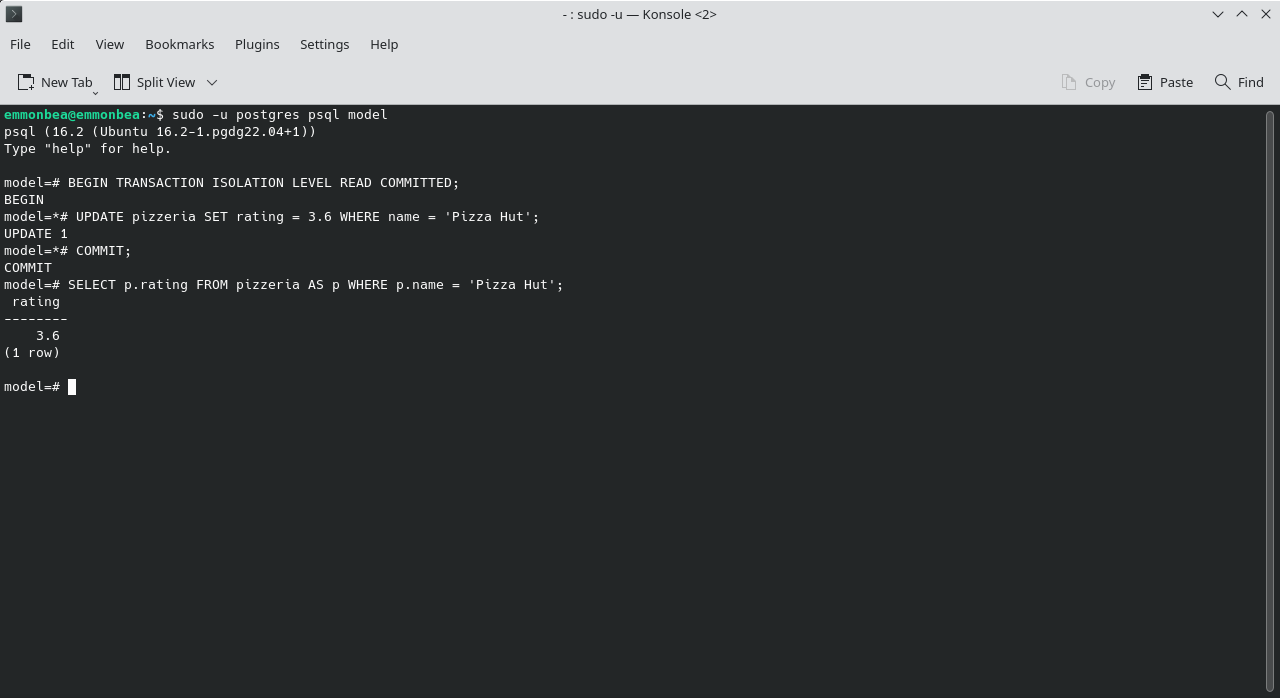 - : sudo -u — Konsole <2>
File Edit View Bookmarks Plugins Settings Help
New Tab Split View Copy Paste Find
emmonbea@emmonbea:~$ sudo -u postgres psql model
psql (16.2 (Ubuntu 16.2-1.pgdg22.04+1))
Type "help" for help.
model=# BEGIN TRANSACTION ISOLATION LEVEL READ COMMITTED;
BEGIN
model=*# UPDATE pizzeria SET rating = 3.6 WHERE name = 'Pizza Hut';
UPDATE 1
model=*# COMMIT;
COMMIT
model=# SELECT p.rating FROM pizzeria AS p WHERE p.name = 'Pizza Hut';
 rating
--------
    3.6
(1 row)
model=#